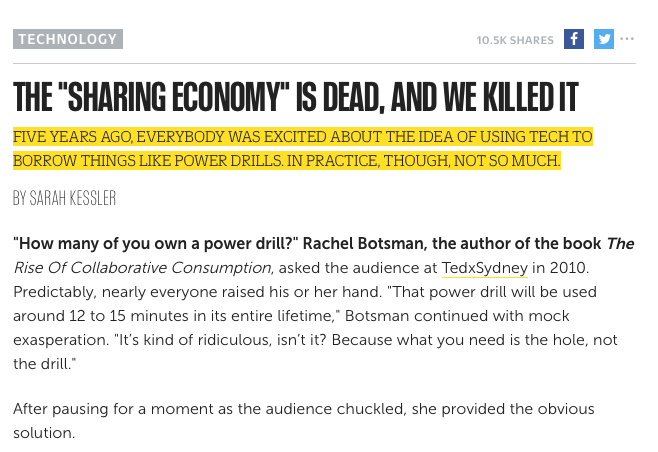 TECHNOLOGY
10.5K SHARES
THE "SHARING ECONOMY" IS DEAD, AND WE KILLED IT
FIVE YEARS AGO, EVERYBODY WAS EXCITED ABOUT THE IDEA OF USING TECH TO
BORROW THINGS LIKE POWER DRILLS. IN PRACTICE, THOUGH, NOT SO MUCH.
BY SARAH KESSLER
"How many of you own a power drill?" Rachel Botsman, the author of the book The
Rise Of Collaborative Consumption, asked the audience at TedxSydney in 2010.
Predictably, nearly everyone raised his or her hand. "That power drill will be used
around 12 to 15 minutes in its entire lifetime," Botsman continued with mock
exasperation. "It’s kind of ridiculous, isn’t it? Because what you need is the hole, not
the drill."
After pausing for a moment as the audience chuckled, she provided the obvious
solution.